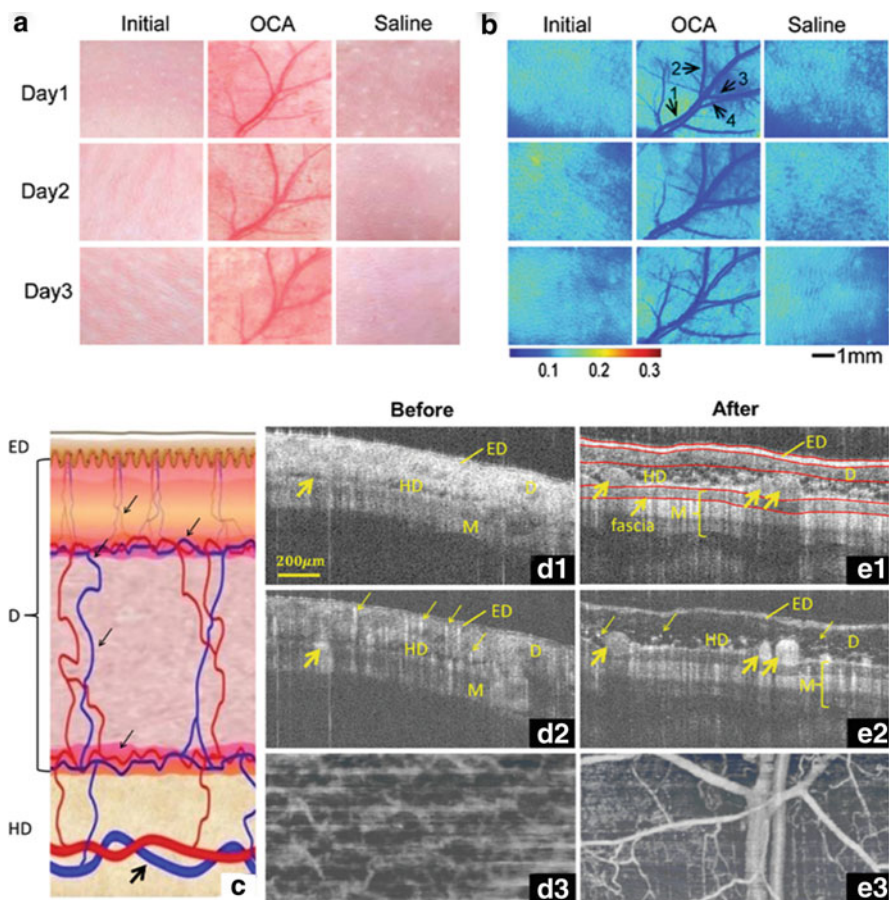 a
Initial OCA Saline
Day1
Day2
Day3
b
Initial OCA Saline
1
2
3
4
0.1 0.2 0.3
1mm
ED
D
HD
c
Before After
ED
HD
D
M
200μm
d1
ED
HD
D
M
fascia
e1
ED
HD
D
M
d2
ED
HD
D
M
e2
d3
e3